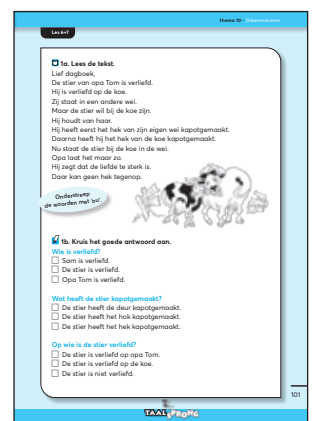 Thema 10 - Dierenmanieren
Les 6+7
1a. Lees de tekst.
Lief dagboek,
De stier van opa Tom is verliefd.
Hij is verliefd op de koe.
Zij staat in een andere wei.
Maar de stier wil bij de koe zijn.
Hij houdt van haar.
Hij heeft eerst het hek van zijn eigen wei kapotgemaakt.
Daarna heeft hij het hek van de koe kapotgemaakt.
Nu staat de stier bij de koe in de wei.
Opa laat het maar zo.
Hij zegt dat de liefde te sterk is.
Daar kan geen hek tegenop.
Onderstreep
de woorden met 'ou'.
1b. Kruis het goede antwoord aan.
Wie is verliefd?
Sam is verliefd.
De stier is verliefd.
Opa Tom is verliefd.
Wat heeft de stier kapotgemaakt?
De stier heeft de deur kapotgemaakt.
De stier heeft het hok kapotgemaakt.
De stier heeft het hek kapotgemaakt.
Op wie is de stier verliefd?
De stier is verliefd op opa Tom.
De stier is verliefd op de koe.
De stier is niet verliefd.
101
TAALSPRONG